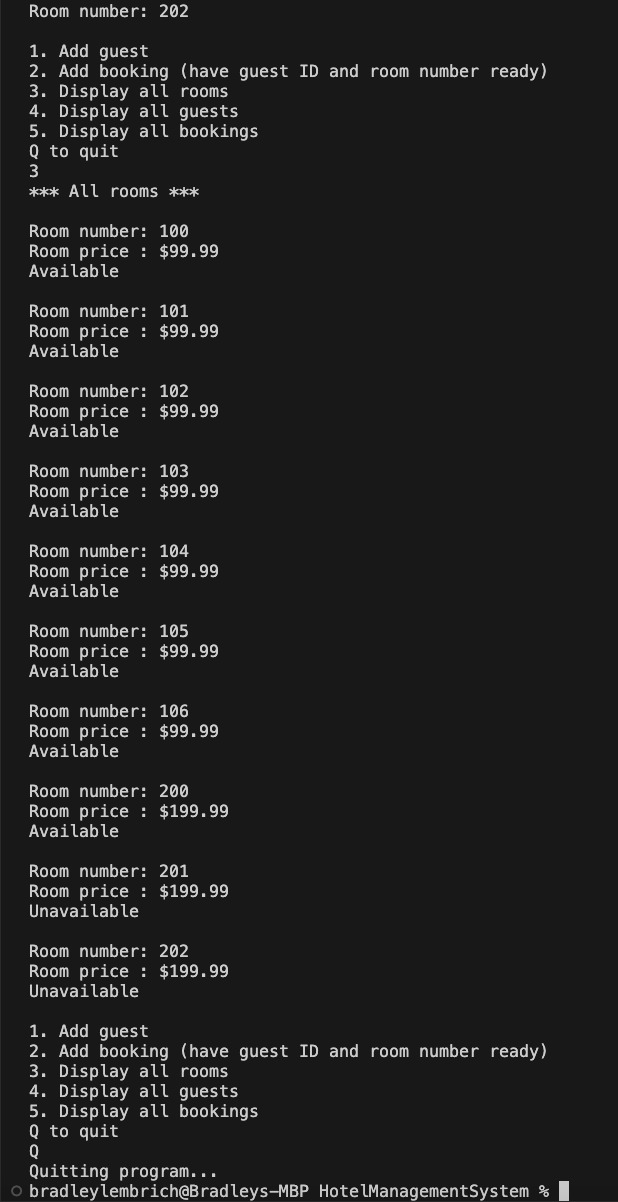 Room number: 202
1. Add guest
2. Add booking (have guest ID and room number ready)
3. Display all rooms
4. Display all guests
5. Display all bookings
Q to quit
3
*** All rooms ***
Room number: 100
Room price : $99.99
Available
Room number: 101
Room price : $99.99
Available
Room number: 102
Room price : $99.99
Available
Room number: 103
Room price : $99.99
Available
Room number: 104
Room price : $99.99
Available
Room number: 105
Room price : $99.99
Available
Room number: 106
Room price : $99.99
Available
Room number: 200
Room price : $199.99
Available
Room number: 201
Room price : $199.99
Unavailable
Room number: 202
Room price : $199.99
Unavailable
1. Add guest
2. Add booking (have guest ID and room number ready)
3. Display all rooms
4. Display all guests
5. Display all bookings
Q to quit
Q
Quitting program...
bradleylembrich@Bradleys-MBP HotelManagementSystem %